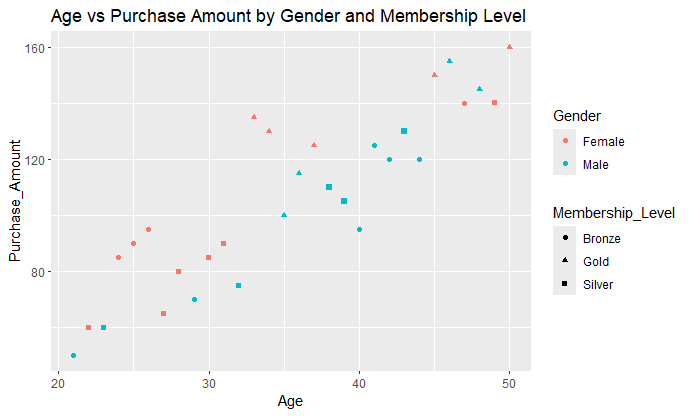 Age vs Purchase Amount by Gender and Membership Level
160
120
80
Purchase_Amount
20 30 40 50
Age
Gender
Female
Male
Membership_Level
Bronze
Gold
Silver